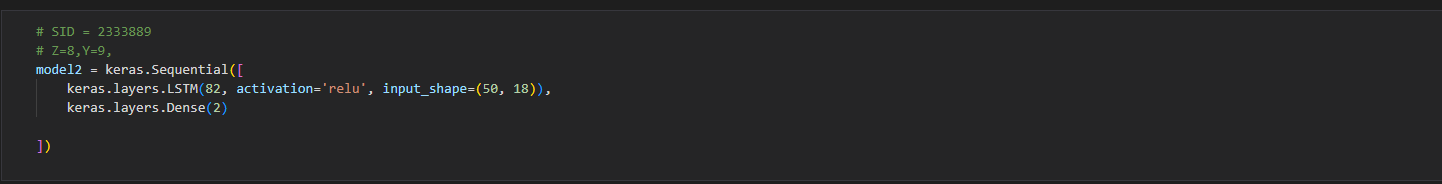 # SID = 2333889
# Z=8,Y=9,
model2 = keras.Sequential([
    keras.layers.LSTM(82, activation='relu', input_shape=(50, 18)),
    keras.layers.Dense(2)
])